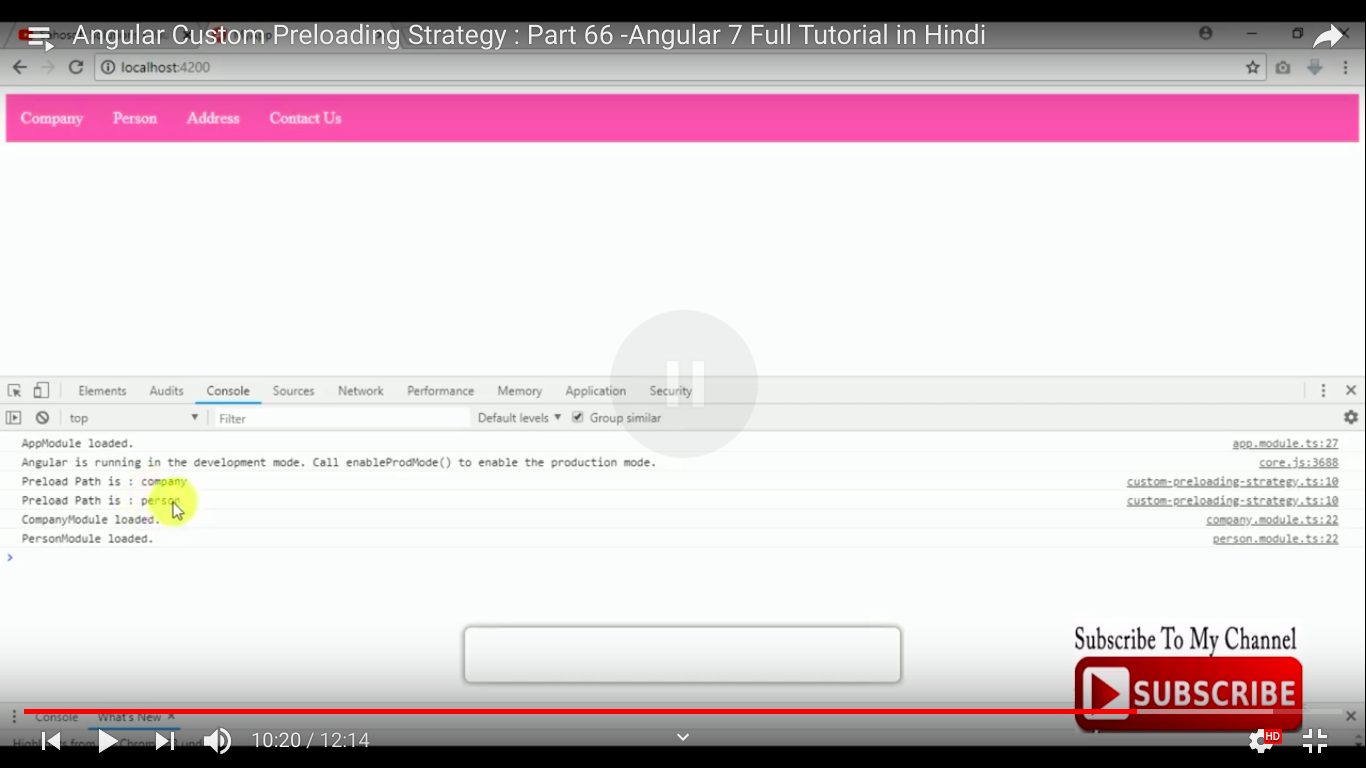 Angular Custom Preloading Strategy : Part 66 -Angular 7 Full Tutorial in Hindi
localhost:4200
Company Person Address Contact Us
Elements Audits Console Sources Network Performance Memory Application Security
top Filter Default levels Group similar
AppModule loaded. app.module.ts:27
Angular is running in the development mode. Call enableProdMode() to enable the production mode. core.js:3688
Preload Path is : company custom-preloading-strategy.ts:10
Preload Path is : person custom-preloading-strategy.ts:10
CompanyModule loaded. company.module.ts:22
PersonModule loaded. person.module.ts:22
Subscribe To My Channel
SUBSCRIBE
Console What's New
10:20 / 12:14 HD